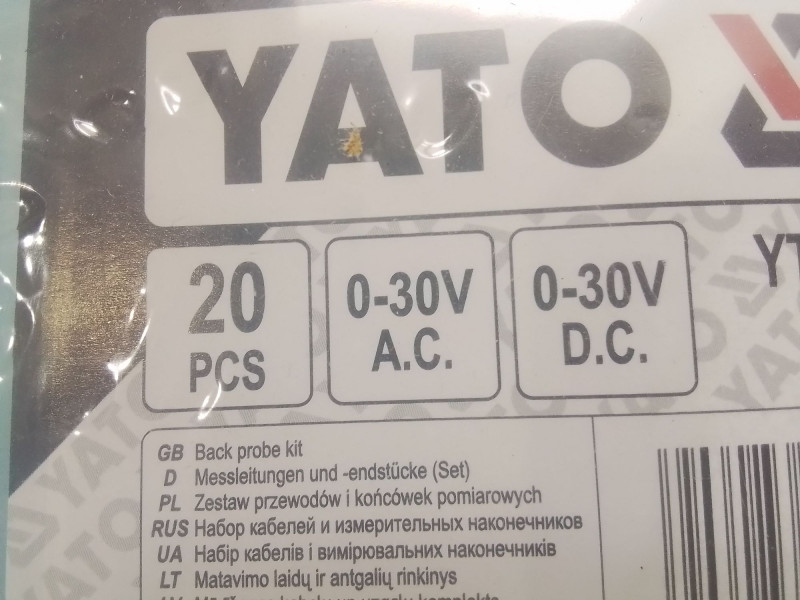 YATO
20 PCS
0-30V A.C.
0-30V D.C.
YT
GB Back probe kit
D Messleitungen und -endstücke (Set)
PL Zestaw przewodów i końcówek pomiarowych
RUS Набор кабелей и измерительных наконечников
UA Набір кабелів і вимірювальних наконечників
LT Matavimo laidų ir antgalių rinkinys